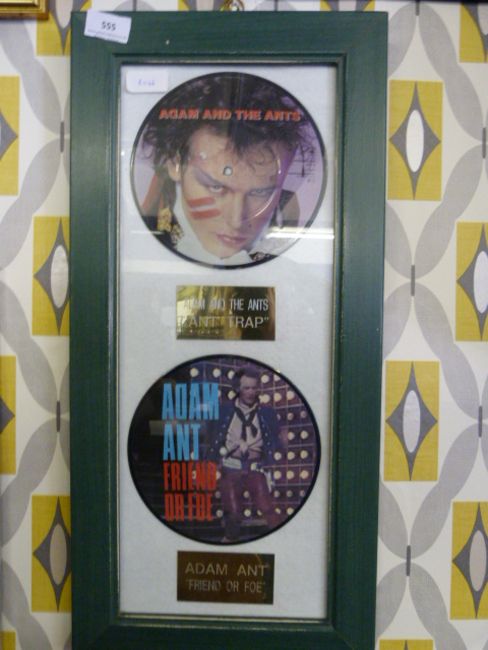 555
ADAM AND THE ANTS
ADAM AND THE ANTS
"ANT TRAP"
ADAM
ANT
FRIEND
OR FOE
ADAM ANT
"FRIEND OR FOE"